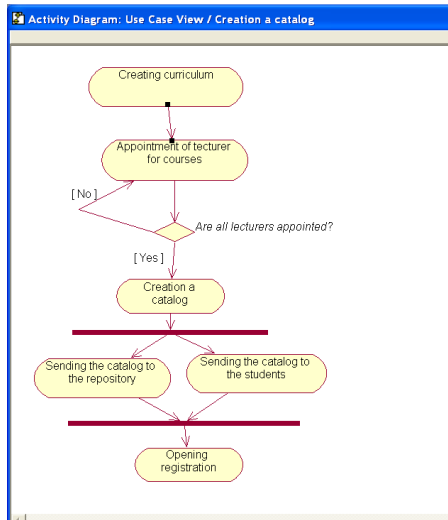 Activity Diagram: Use Case View / Creation a catalog
Creating curriculum
Appointment of tecturer
for courses
[ No ]
Are all lecturers appointed?
[ Yes ]
Creation a
catalog
Sending the catalog to
the repository
Sending the catalog to
the students
Opening
registration